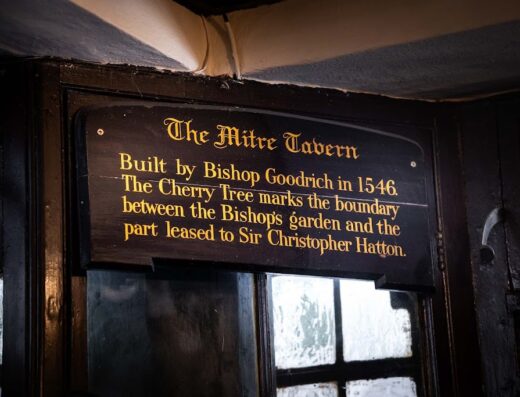 The Mitre Tavern
Built by Bishop Goodrich in 1546.
The Cherry Tree marks the boundary
between the Bishop's garden and the
part leased to Sir Christopher Hatton.